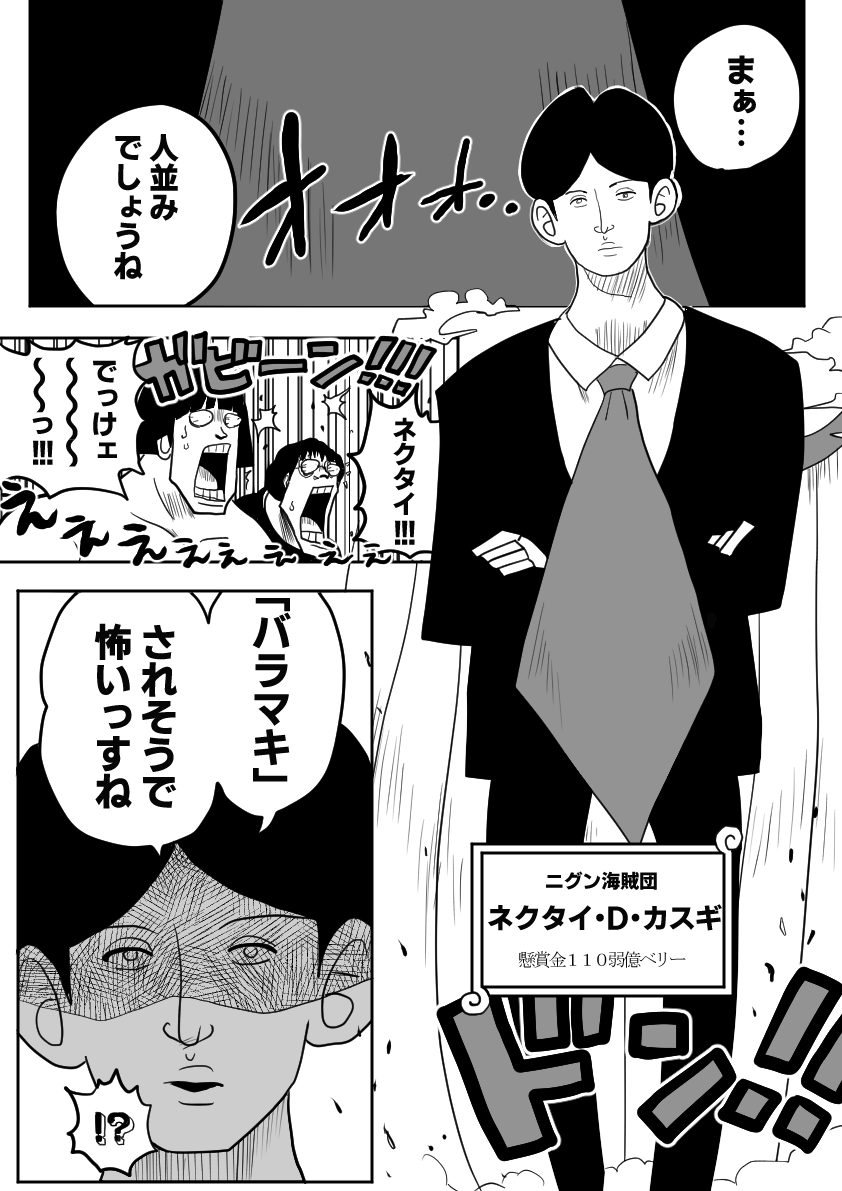 まぁ…
オオオ‥
人並み
でしょうね
ガビーン!!!
ネクタイ!!!
でっけェ
〜〜〜
〜〜っ!!!
えぇぇぇぇぇぇぇ
ニグン海賊団
ネクタイ・D・カスギ
懸賞金１１０弱億ベリー
ドンッ!!
「バラマキ」
されそうで
怖いっすね
!?